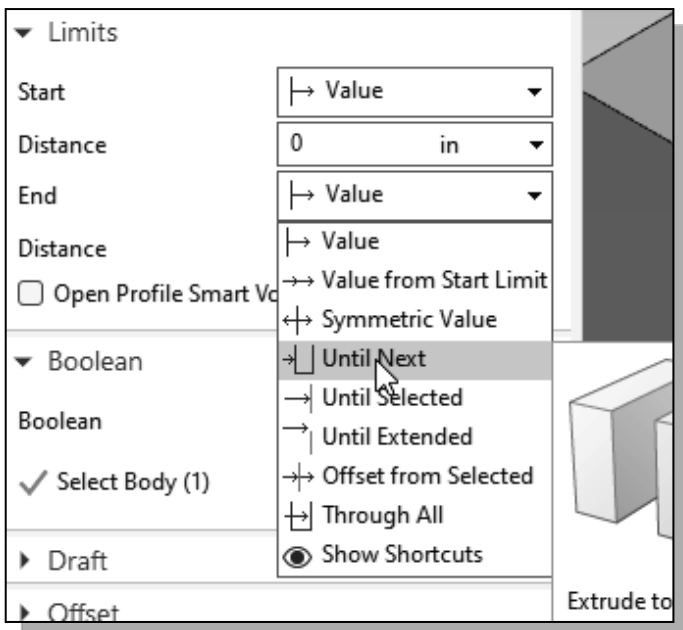 Limits
Start Value
Distance 0 in
End Value
Distance
Value
Value from Start Limit
Open Profile Smart Vo
Symmetric Value
Boolean
Until Next
Until Selected
Boolean
Until Extended
Select Body (1)
Offset from Selected
Through All
Draft
Show Shortcuts
Offset
Extrude to